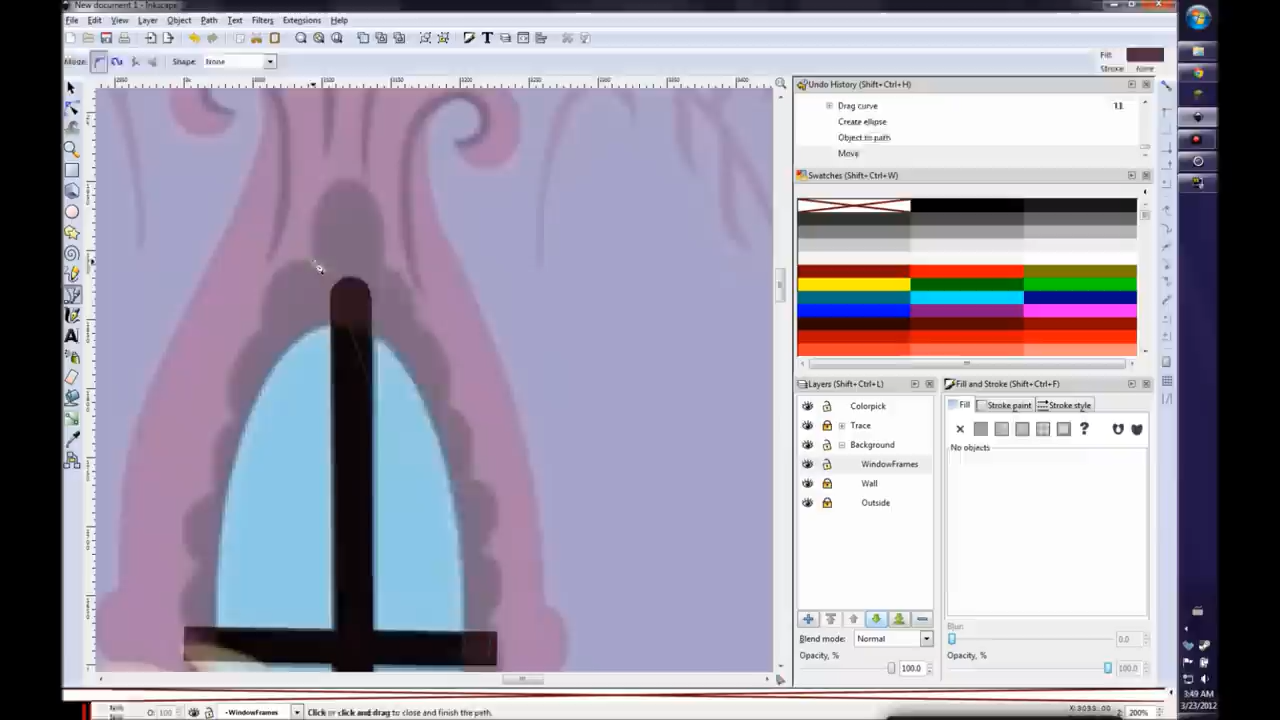 New document 1 - Inkscape
File Edit View Layer Object Path Text Filters Extensions Help
Mode: Shape: None
Fill:
Stroke: None
Undo History (Shift+Ctrl+H)
Drag curve 11
Create ellipse
Object to path
Move
Swatches (Shift+Ctrl+W)
Layers (Shift+Ctrl+L)
Colorpick
Trace
Background
WindowFrames
Wall
Outside
Blend mode: Normal
Opacity, %
100.0
Fill and Stroke (Shift+Ctrl+F)
Fill Stroke paint Stroke style
?
No objects
Blur:
0.0
Opacity, %
100.0
O: 100 WindowFrames Click or click and drag to close and finish the path. Z: 200%
3:49 AM
3/23/2012